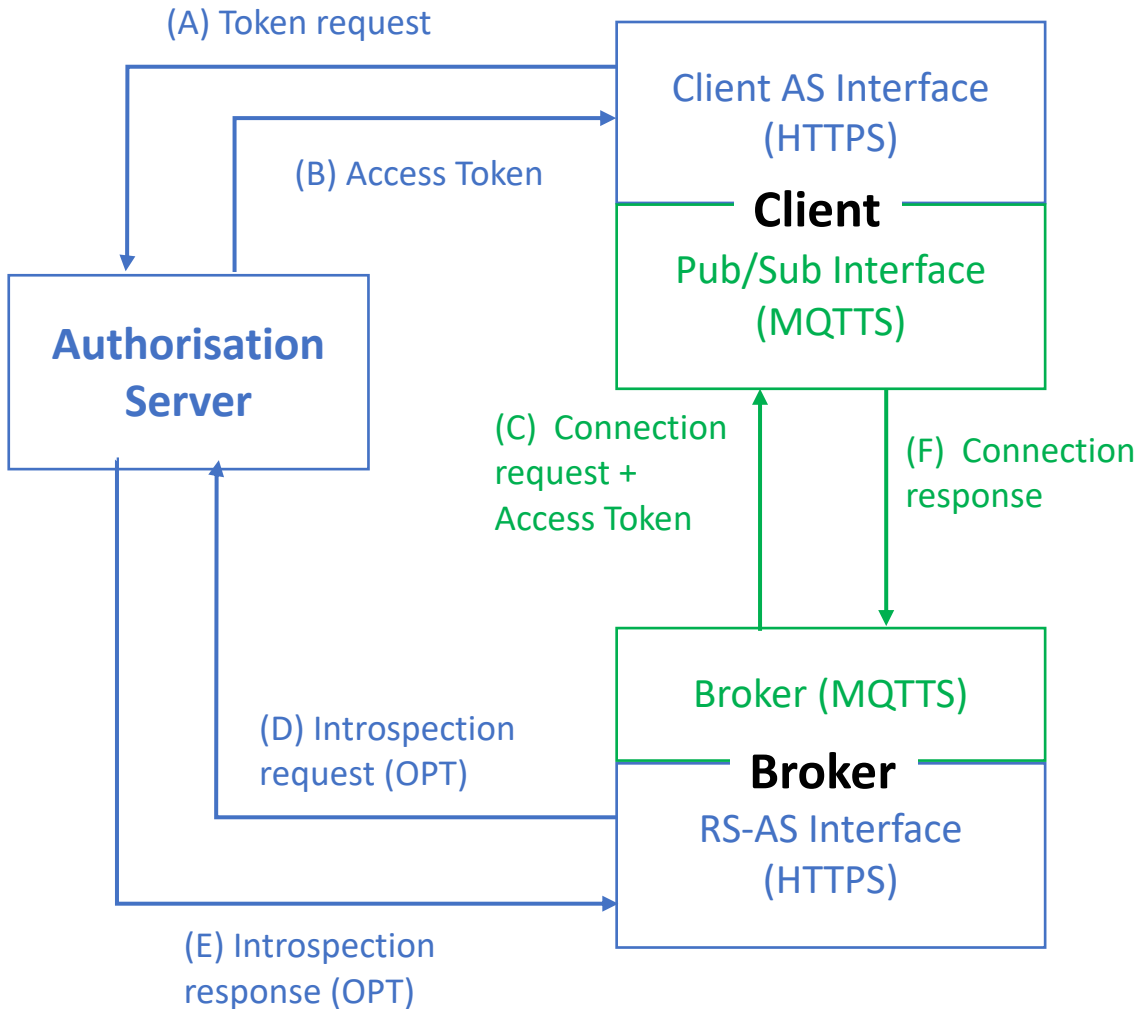 (A) Token request
Client AS Interface
(HTTPS)
(B) Access Token
Client
Pub/Sub Interface
(MQTTS)
Authorisation
Server
(C) Connection
request +
Access Token
(F) Connection
response
Broker (MQTTS)
(D) Introspection
request (OPT)
Broker
RS-AS Interface
(HTTPS)
(E) Introspection
response (OPT)